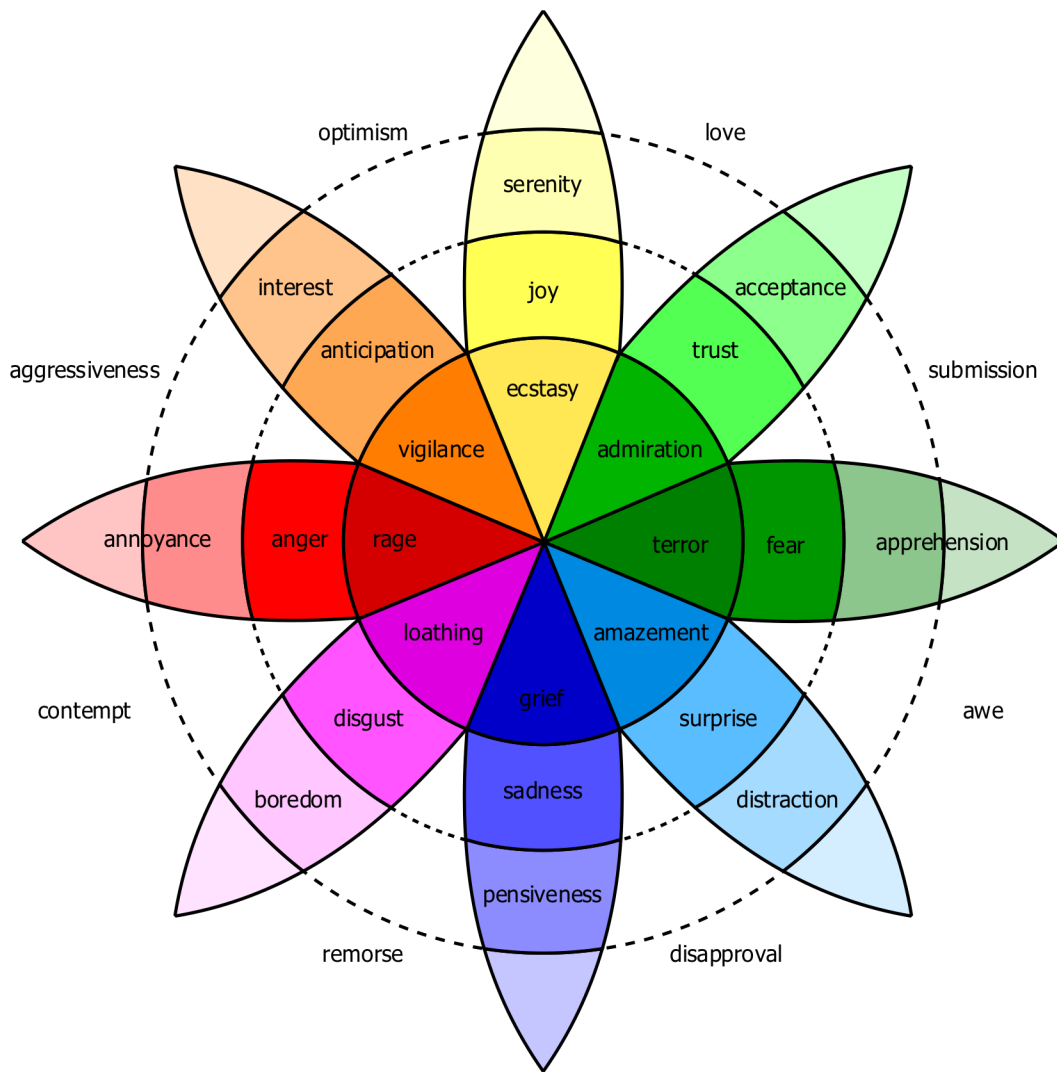 optimism
love
serenity
interest
joy
acceptance
anticipation
trust
aggressiveness
submission
ecstasy
vigilance
admiration
annoyance
anger
rage
terror
fear
apprehension
loathing
amazement
grief
contempt
disgust
surprise
awe
boredom
sadness
distraction
pensiveness
remorse
disapproval